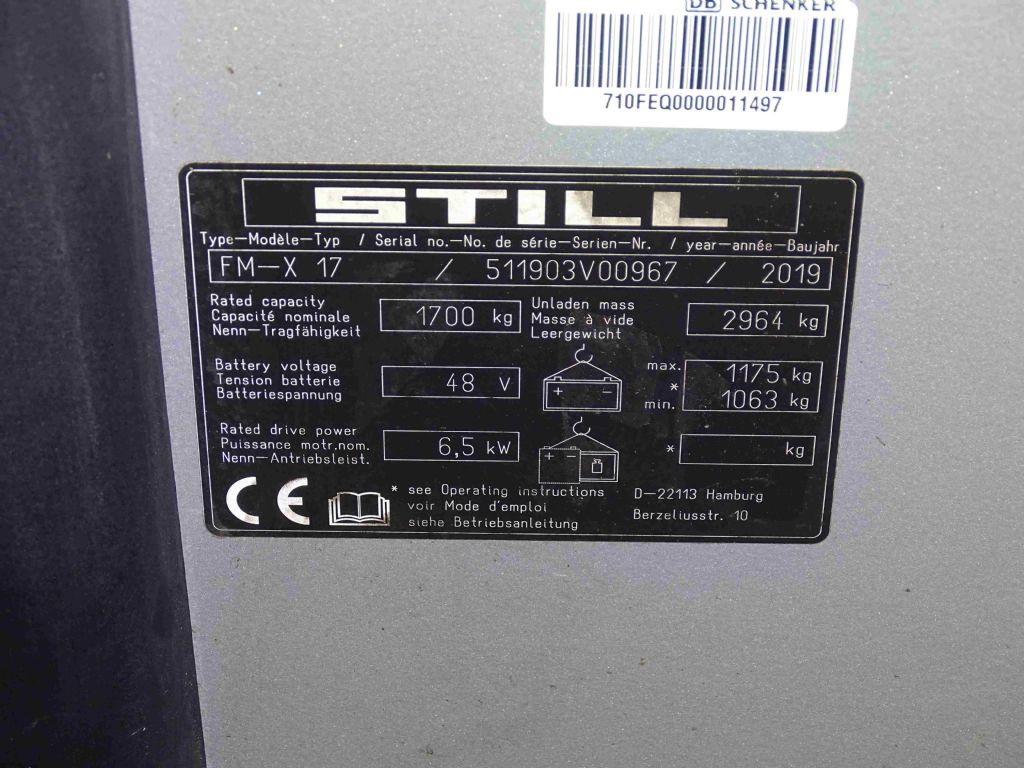 DB SCHENKER
710FEQ0000011497
STILL
Type–Modèle–Typ / Serial no.–No. de série–Serien-Nr. / year–année–Baujahr
FM–X 17 / 511903V00967 / 2019
Rated capacity
Capacité nominale
Nenn–Tragfähigkeit
1700 kg
Unladen mass
Masse à vide
Leergewicht
2964 kg
Battery voltage
Tension batterie
Batteriespannung
48 V
+ –
max. 1175 kg
*
min. 1063 kg
Rated drive power
Puissance motr.nom.
Nenn–Antriebsleist.
6,5 kW
+ –
* kg
CE
* see Operating instructions
voir Mode d'emploi
siehe Betriebsanleitung
D–22113 Hamburg
Berzeliusstr. 10